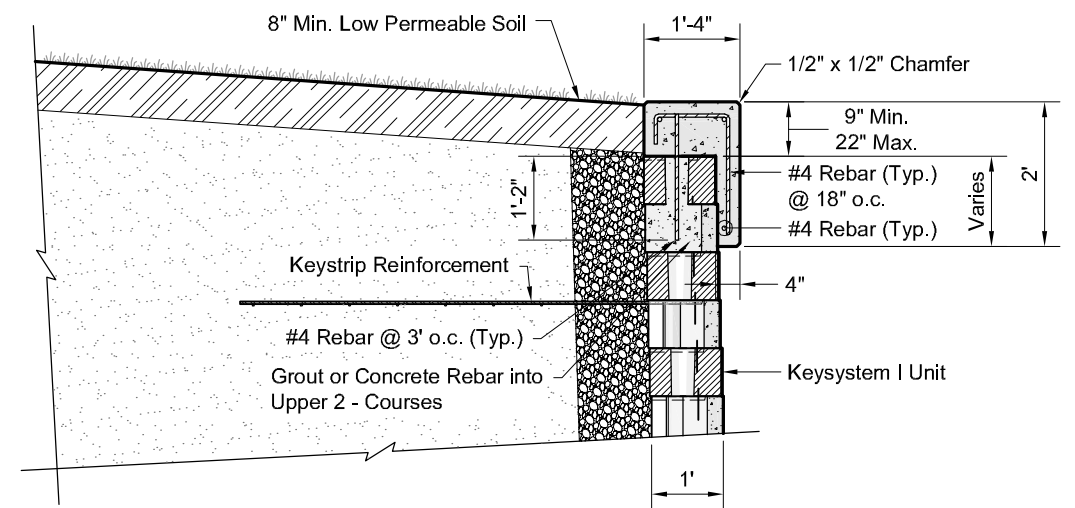 8" Min. Low Permeable Soil
1'-4"
1/2" x 1/2" Chamfer
9" Min.
22" Max.
#4 Rebar (Typ.)
@ 18" o.c.
#4 Rebar (Typ.)
Varies
2'
1'-2"
Keystrip Reinforcement
4"
#4 Rebar @ 3' o.c. (Typ.)
Grout or Concrete Rebar into
Upper 2 - Courses
Keysystem I Unit
1'